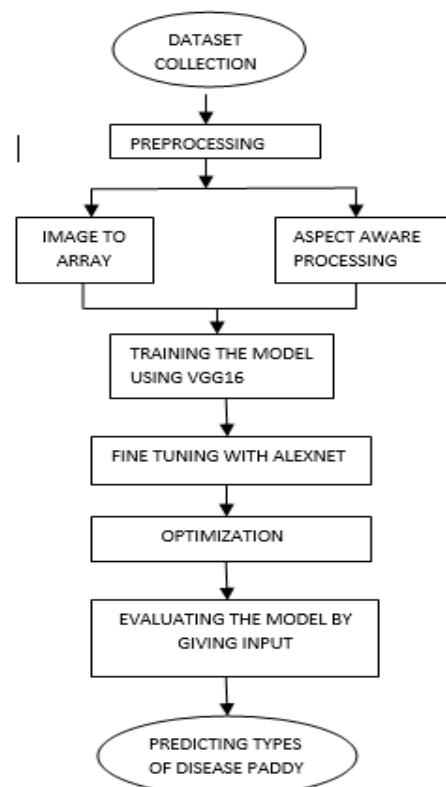 DATASET
COLLECTION
PREPROCESSING
IMAGE TO
ARRAY
ASPECT AWARE
PROCESSING
TRAINING THE MODEL
USING VGG16
FINE TUNING WITH ALEXNET
OPTIMIZATION
EVALUATING THE MODEL BY
GIVING INPUT
PREDICTING TYPES
OF DISEASE PADDY